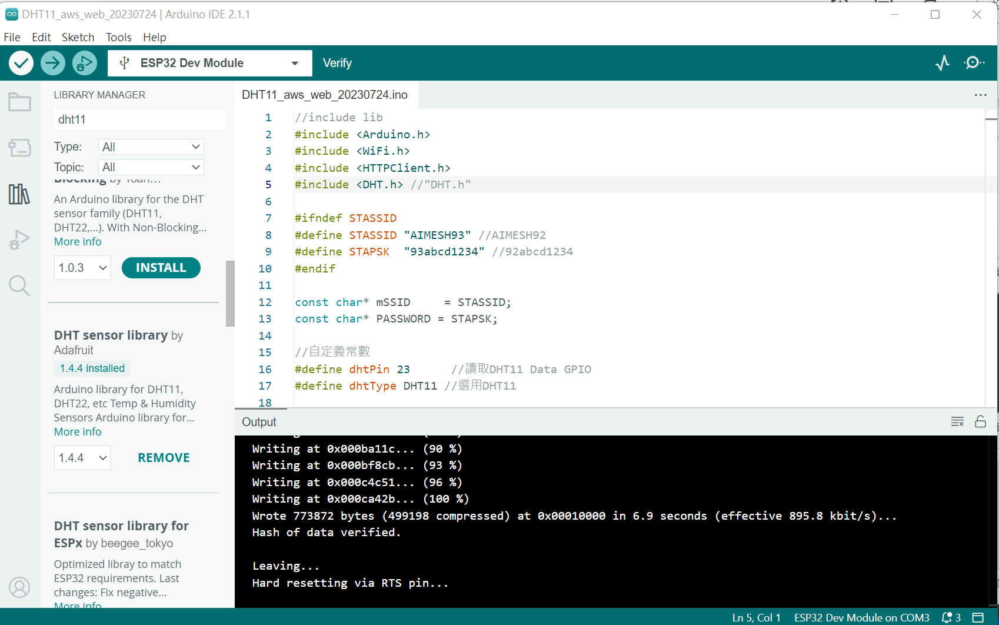 DHT11_aws_web_20230724 | Arduino IDE 2.1.1
File Edit Sketch Tools Help
ESP32 Dev Module
Verify
LIBRARY MANAGER
dht11
Type: All
Topic: All
Blocking by Toan...
An Arduino library for the DHT
sensor family (DHT11,
DHT22,...). With Non-Blocking...
More info
1.0.3 INSTALL
DHT sensor library by
Adafruit
1.4.4 installed
Arduino library for DHT11,
DHT22, etc Temp & Humidity
Sensors Arduino library for...
More info
1.4.4 REMOVE
DHT sensor library for
ESPx by beegee_tokyo
Optimized libray to match
ESP32 requirements. Last
changes: Fix negative...
More info
DHT11_aws_web_20230724.ino
1 //include lib
2 #include <Arduino.h>
3 #include <WiFi.h>
4 #include <HTTPClient.h>
5 #include <DHT.h> //"DHT.h"
6
7 #ifndef STASSID
8 #define STASSID "AIMESH93" //AIMESH92
9 #define STAPSK  "93abcd1234" //92abcd1234
10 #endif
11
12 const char* mSSID     = STASSID;
13 const char* PASSWORD = STAPSK;
14
15 //自定義常數
16 #define dhtPin 23      //讀取DHT11 Data GPIO
17 #define dhtType DHT11 //選用DHT11
18
Output
Writing at 0x000ba11c... (90 %)
Writing at 0x000bf8cb... (93 %)
Writing at 0x000c4c51... (96 %)
Writing at 0x000ca42b... (100 %)
Wrote 773872 bytes (499198 compressed) at 0x00010000 in 6.9 seconds (effective 895.8 kbit/s)...
Hash of data verified.
Leaving...
Hard resetting via RTS pin...
Ln 5, Col 1 ESP32 Dev Module on COM3 3